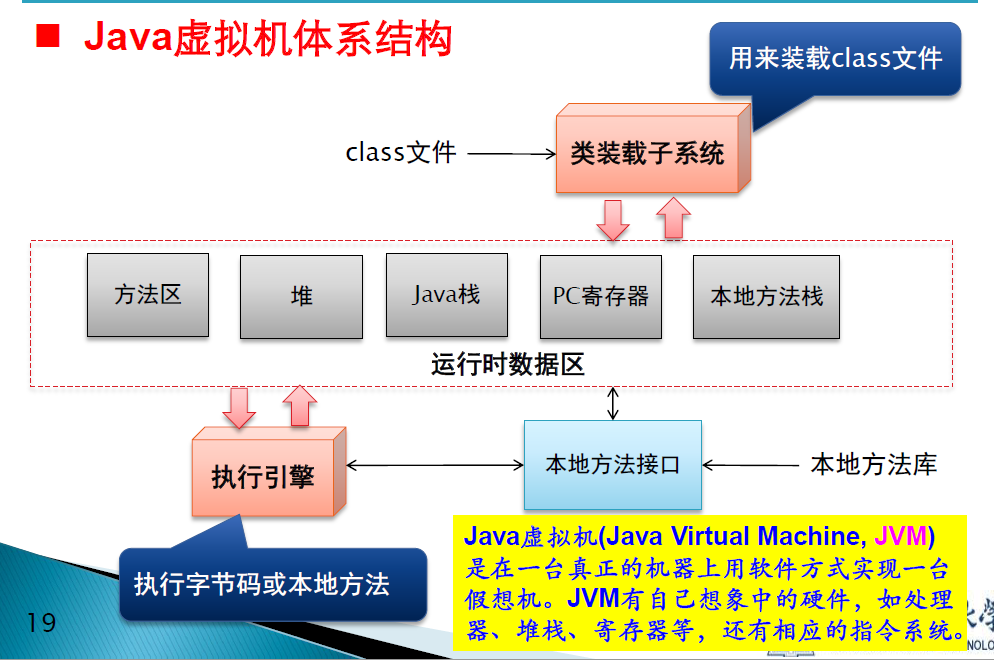 Java虚拟机体系结构
用来装载class文件
class文件
类装载子系统
方法区
堆
Java栈
PC寄存器
本地方法栈
运行时数据区
执行引擎
本地方法接口
本地方法库
执行字节码或本地方法
Java虚拟机(Java Virtual Machine, JVM)
是在一台真正的机器上用软件方式实现一台
假想机。JVM有自己想象中的硬件，如处理
器、堆栈、寄存器等，还有相应的指令系统。
19